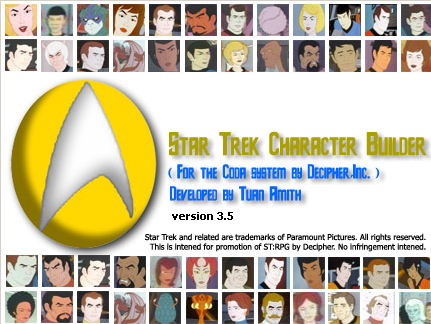 Star Trek Character Builder
( For the Coda system by Decipher.Inc. )
Developed by Tuan Amith
version 3.5
Star Trek and related are trademarks of Paramount Pictures. All rights reserved.
This is intened for promotion of ST:RPG by Decipher. No infringement intened.